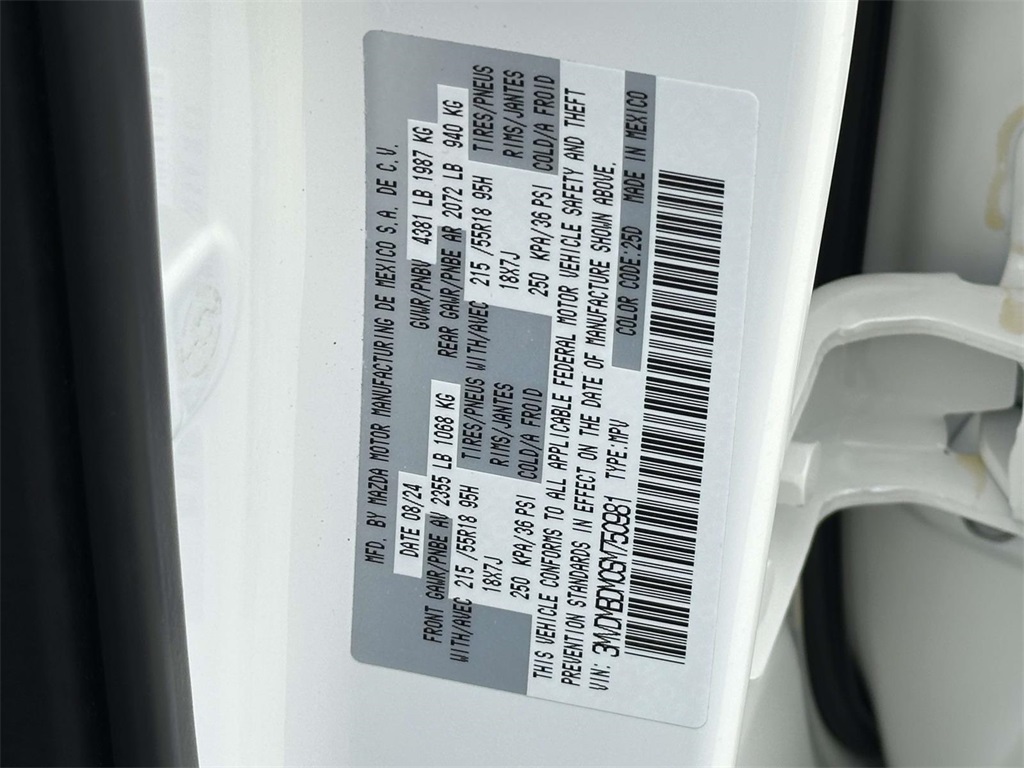 MFD. BY MAZDA MOTOR MANUFACTURING DE MEXICO S.A. DE C.V.
DATE 08/24 GVWR/PNBV 4381 LB 1987 KG
FRONT GAWR/PNBE AV 2355 LB 1068 KG REAR GAWR/PNBE AR 2072 LB 940 KG
WITH/AVEC 215 /55R18 95H TIRES/PNEUS WITH/AVEC 215 /55R18 95H TIRES/PNEUS
18X7J RIMS/JANTES 18X7J RIMS/JANTES
250 KPA/36 PSI COLD/A FROID 250 KPA/36 PSI COLD/A FROID
THIS VEHICLE CONFORMS TO ALL APPLICABLE FEDERAL MOTOR VEHICLE SAFETY AND THEFT
PREVENTION STANDARDS IN EFFECT ON THE DATE OF MANUFACTURE SHOWN ABOVE.
VIN: 3MVDMBDM0SM750981 TYPE:MPV COLOR CODE:25D MADE IN MEXICO